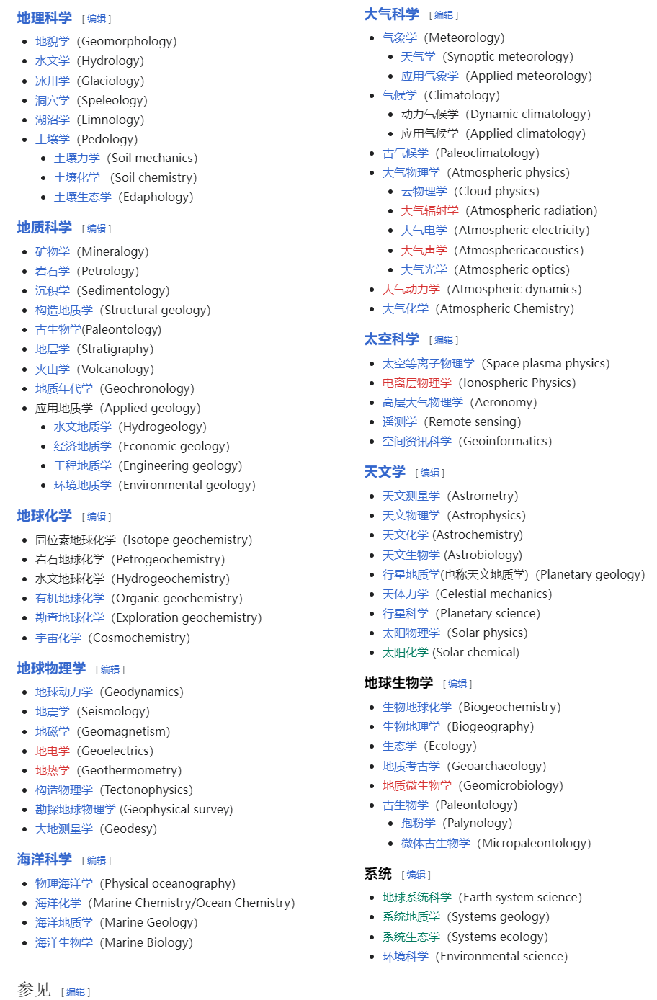 地理科学 [ 编辑 ]
地貌学（Geomorphology）
水文学（Hydrology）
冰川学（Glaciology）
洞穴学（Speleology）
湖沼学（Limnology）
土壤学（Pedology）
土壤力学（Soil mechanics）
土壤化学 （Soil chemistry）
土壤生态学（Edaphology）
地质科学 [ 编辑 ]
矿物学（Mineralogy）
岩石学（Petrology）
沉积学（Sedimentology）
构造地质学（Structural geology）
古生物学(Paleontology)
地层学（Stratigraphy）
火山学（Volcanology）
地质年代学（Geochronology）
应用地质学（Applied geology）
水文地质学（Hydrogeology）
经济地质学（Economic geology）
工程地质学（Engineering geology）
环境地质学（Environmental geology）
地球化学 [ 编辑 ]
同位素地球化学（Isotope geochemistry）
岩石地球化学（Petrogeochemistry）
水文地球化学（Hydrogeochemistry）
有机地球化学（Organic geochemistry）
勘查地球化学（Exploration geochemistry）
宇宙化学（Cosmochemistry）
地球物理学 [ 编辑 ]
地球动力学（Geodynamics）
地震学（Seismology）
地磁学（Geomagnetism）
地电学（Geoelectrics）
地热学（Geothermometry）
构造物理学（Tectonophysics）
勘探地球物理学 (Geophysical survey)
大地测量学（Geodesy）
海洋科学 [ 编辑 ]
物理海洋学（Physical oceanography）
海洋化学（Marine Chemistry/Ocean Chemistry）
海洋地质学（Marine Geology）
海洋生物学（Marine Biology）
大气科学 [ 编辑 ]
气象学（Meteorology）
天气学（Synoptic meteorology）
应用气象学（Applied meteorology）
气候学（Climatology）
动力气候学（Dynamic climatology）
应用气候学（Applied climatology）
古气候学（Paleoclimatology）
大气物理学（Atmospheric physics）
云物理学（Cloud physics）
大气辐射学（Atmospheric radiation）
大气电学（Atmospheric electricity）
大气声学（Atmosphericacoustics）
大气光学（Atmospheric optics）
大气动力学（Atmospheric dynamics）
大气化学（Atmospheric Chemistry）
太空科学 [ 编辑 ]
太空等离子物理学（Space plasma physics）
电离层物理学（Ionospheric Physics）
高层大气物理学（Aeronomy）
遥测学（Remote sensing）
空间资讯科学（Geoinformatics）
天文学 [ 编辑 ]
天文测量学（Astrometry）
天文物理学（Astrophysics）
天文化学 (Astrochemistry)
天文生物学 (Astrobiology)
行星地质学(也称天文地质学)（Planetary geology）
天体力学（Celestial mechanics）
行星科学（Planetary science）
太阳物理学（Solar physics）
太阳化学 (Solar chemical)
地球生物学 [ 编辑 ]
生物地球化学（Biogeochemistry）
生物地理学（Biogeography）
生态学（Ecology）
地质考古学（Geoarchaeology）
地质微生物学（Geomicrobiology）
古生物学（Paleontology）
孢粉学（Palynology）
微体古生物学（Micropaleontology）
系统 [ 编辑 ]
地球系统科学（Earth system science）
系统地质学（Systems geology）
系统生态学（Systems ecology）
环境科学（Environmental science）
参见 [ 编辑 ]